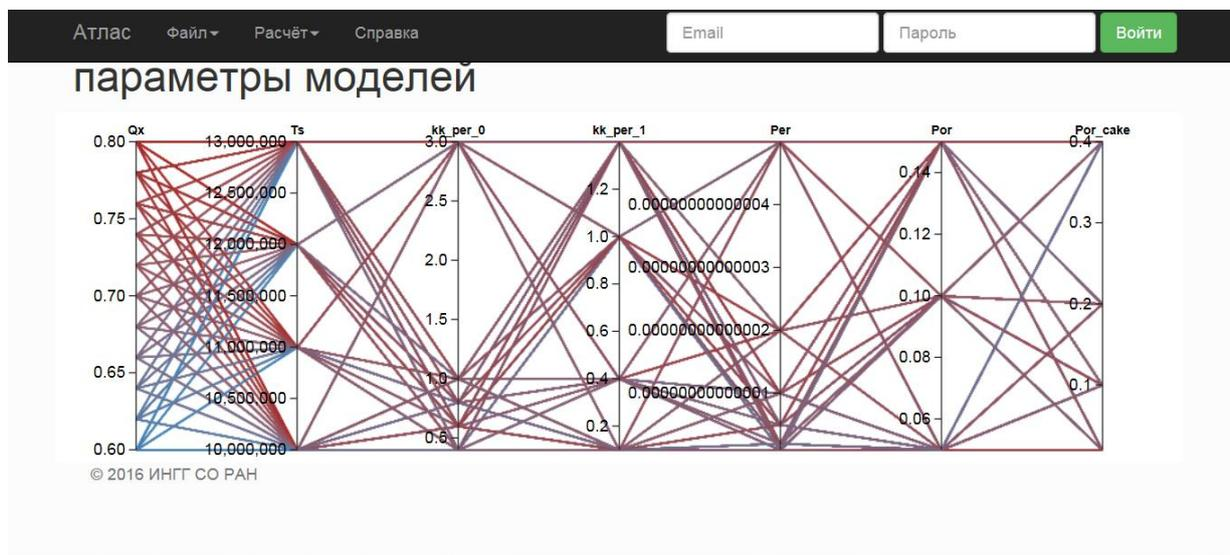 Атлас Файл Расчёт Справка Email Пароль Войти
параметры моделей
Qx Ts kk_per_0 kk_per_1 Per Por Por_cake
0.80 13,000,000 3.0 0.4
0.14
12,500,000 2.5 1.2 0.00000000000004
0.75 0.3
12,000,000 2.0 1.0 0.12
0.00000000000003
0.70 11,500,000 0.8 0.10 0.2
1.5 0.6 0.00000000000002
11,000,000 0.08
0.65 1.0 0.4 0.00000000000001 0.1
10,500,000
0.06
0.2
0.60 10,000,000
© 2016 ИНГГ СО РАН